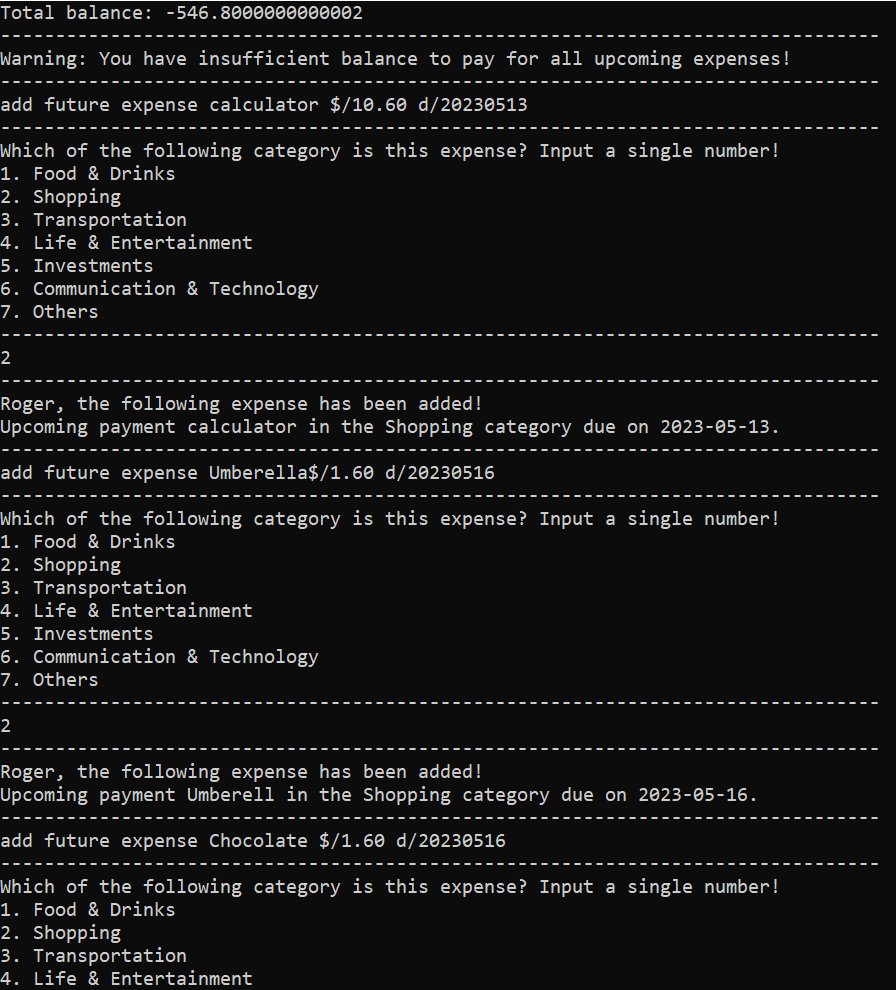 Total balance: -546.8000000000002
--------------------------------------------------------------------------------
Warning: You have insufficient balance to pay for all upcoming expenses!
--------------------------------------------------------------------------------
add future expense calculator $/10.60 d/20230513
--------------------------------------------------------------------------------
Which of the following category is this expense? Input a single number!
1. Food & Drinks
2. Shopping
3. Transportation
4. Life & Entertainment
5. Investments
6. Communication & Technology
7. Others
--------------------------------------------------------------------------------
2
--------------------------------------------------------------------------------
Roger, the following expense has been added!
Upcoming payment calculator in the Shopping category due on 2023-05-13.
--------------------------------------------------------------------------------
add future expense Umberella$/1.60 d/20230516
--------------------------------------------------------------------------------
Which of the following category is this expense? Input a single number!
1. Food & Drinks
2. Shopping
3. Transportation
4. Life & Entertainment
5. Investments
6. Communication & Technology
7. Others
--------------------------------------------------------------------------------
2
--------------------------------------------------------------------------------
Roger, the following expense has been added!
Upcoming payment Umberell in the Shopping category due on 2023-05-16.
--------------------------------------------------------------------------------
add future expense Chocolate $/1.60 d/20230516
--------------------------------------------------------------------------------
Which of the following category is this expense? Input a single number!
1. Food & Drinks
2. Shopping
3. Transportation
4. Life & Entertainment